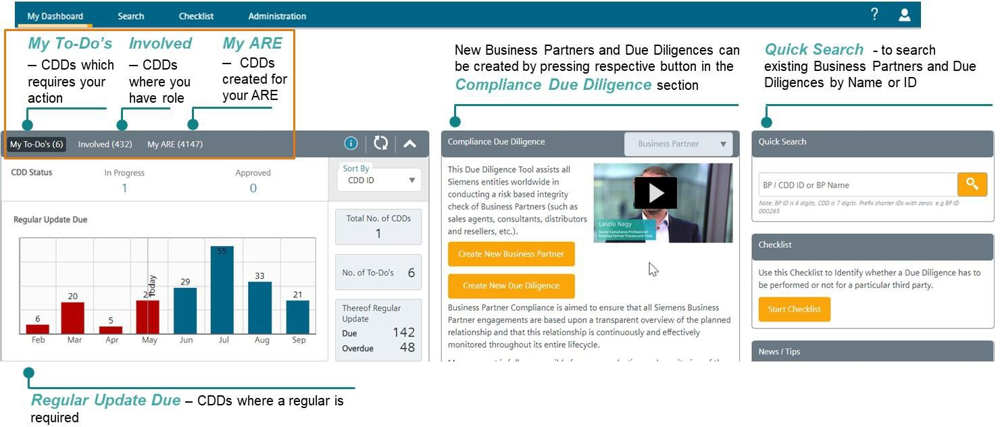 My Dashboard Search Checklist Administration ?
My To-Do's
– CDDs which
requires your
action
Involved
– CDDs
where you
have role
My ARE
– CDDs
created for
your ARE
New Business Partners and Due Diligences can
be created by pressing respective button in the
Compliance Due Diligence section
Quick Search - to search
existing Business Partners and Due
Diligences by Name or ID
My To-Do's (6) Involved (432) My ARE (4147)
CDD Status
In Progress
1
Approved
0
Sort By
CDD ID
Regular Update Due
6
20
5
29
55
33
21
Today
Feb Mar Apr May Jun Jul Aug Sep
Total No. of CDDs
1
No. of To-Do's 6
Thereof Regular
Update
Due 142
Overdue 48
Compliance Due Diligence
Business Partner
This Due Diligence Tool assists all
Siemens entities worldwide in
conducting a risk based integrity
check of Business Partners (such as
sales agents, consultants, distributors
and resellers, etc.).
Laszlo Nagy
Senior Compliance Professional -
Business Partner Process and Tools
Create New Business Partner
Create New Due Diligence
Business Partner Compliance is aimed to ensure that all Siemens Business
Partner engagements are based upon a transparent overview of the planned
relationship and that this relationship is continuously and effectively
monitored throughout its entire lifecycle.
Quick Search
BP / CDD ID or BP Name
Note: BP ID is 6 digits, CDD is 7 digits. Prefix shorter IDs with zeros. e.g BP ID
000265
Checklist
Use this Checklist to Identify whether a Due Diligence has to
be performed or not for a particular third party.
Start Checklist
News / Tips
Regular Update Due – CDDs where a regular is
required